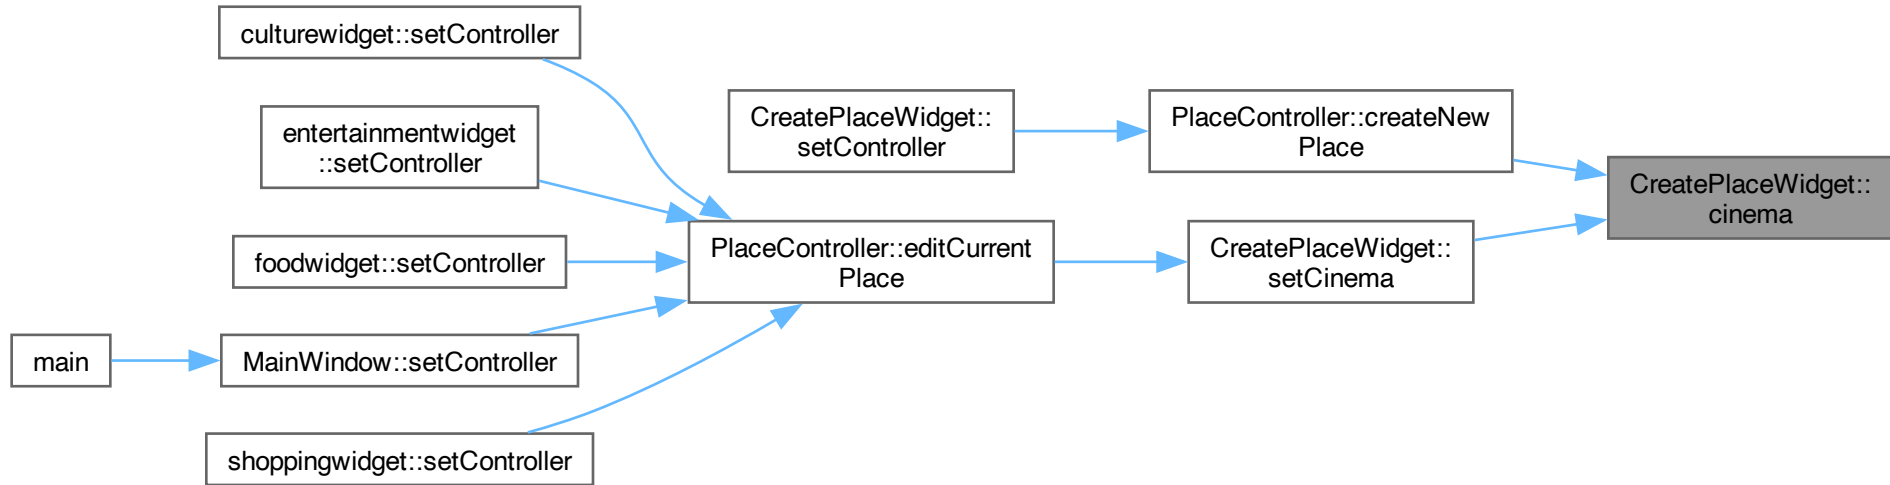 culturewidget::setController
entertainmentwidget
::setController
foodwidget::setController
main
MainWindow::setController
shoppingwidget::setController
CreatePlaceWidget::
setController
PlaceController::editCurrent
Place
PlaceController::createNew
Place
CreatePlaceWidget::
setCinema
CreatePlaceWidget::
cinema